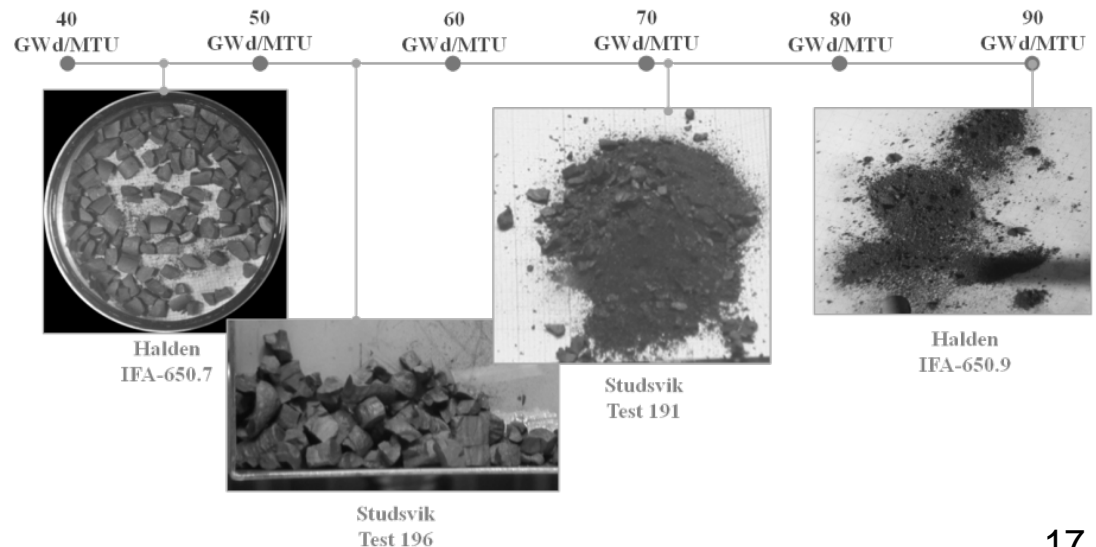 40
GWd/MTU
50
GWd/MTU
60
GWd/MTU
70
GWd/MTU
80
GWd/MTU
90
GWd/MTU
Halden
IFA-650.7
Studsvik
Test 196
Studsvik
Test 191
Halden
IFA-650.9
17